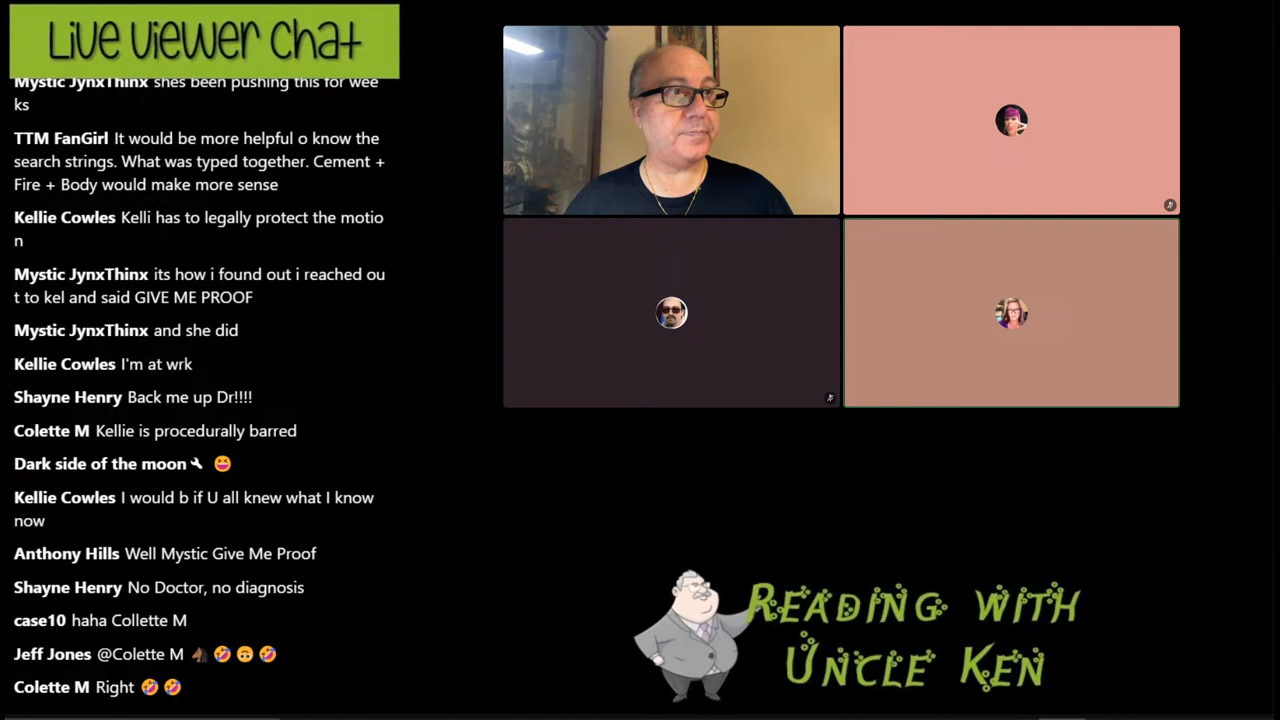 Live viewer chat
Mystic JynxThinx shes been pushing this for wee
ks
TTM FanGirl It would be more helpful o know the
search strings. What was typed together. Cement +
Fire + Body would make more sense
Kellie Cowles Kelli has to legally protect the motio
n
Mystic JynxThinx its how i found out i reached ou
t to kel and said GIVE ME PROOF
Mystic JynxThinx and she did
Kellie Cowles I'm at wrk
Shayne Henry Back me up Dr!!!!
Colette M Kellie is procedurally barred
Dark side of the moon 😆
Kellie Cowles I would b if U all knew what I know
now
Anthony Hills Well Mystic Give Me Proof
Shayne Henry No Doctor, no diagnosis
case10 haha Collette M
Jeff Jones @Colette M 🐴 🤣 🙃 🤣
Colette M Right 🤣 🤣
Reading with
Uncle Ken